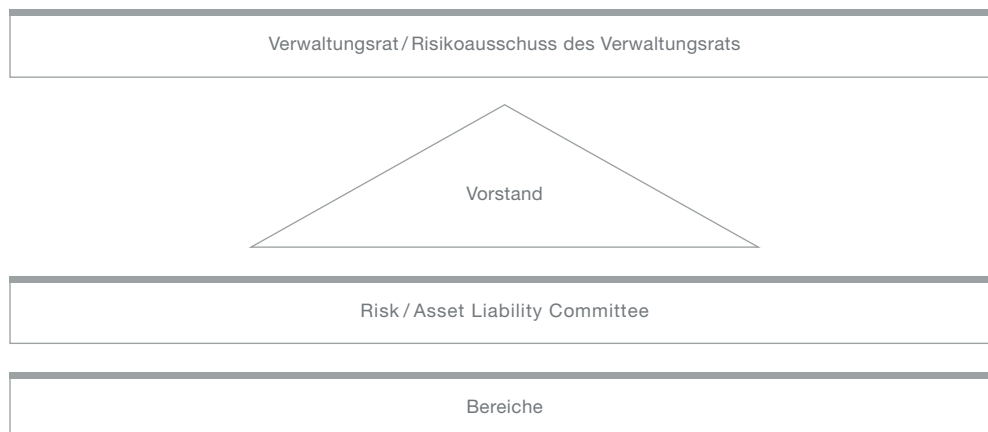 Verwaltungsrat/Risikoausschuss des Verwaltungsrats
Vorstand
Risk/Asset Liability Committee
Bereiche